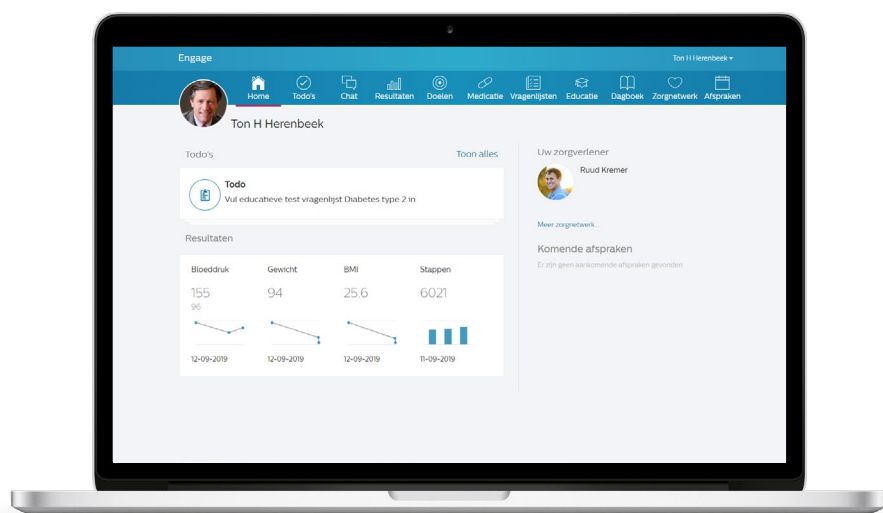 Engage
Ton H Herenbeek
Home Todo's Chat Resultaten Doelen Medicatie Vragenlijsten Educatie Dagboek Zorgnetwerk Afspraken
Ton H Herenbeek
Todo's Toon alles
Todo
Vul educatieve test vragenlijst Diabetes type 2 in
Resultaten
Bloeddruk Gewicht BMI Stappen
155 94 25.6 6021
96
12-09-2019 12-09-2019 12-09-2019 11-09-2019
Uw zorgverlener
Ruud Kremer
Meer zorgnetwerk...
Komende afspraken
Er zijn geen aankomende afspraken gevonden